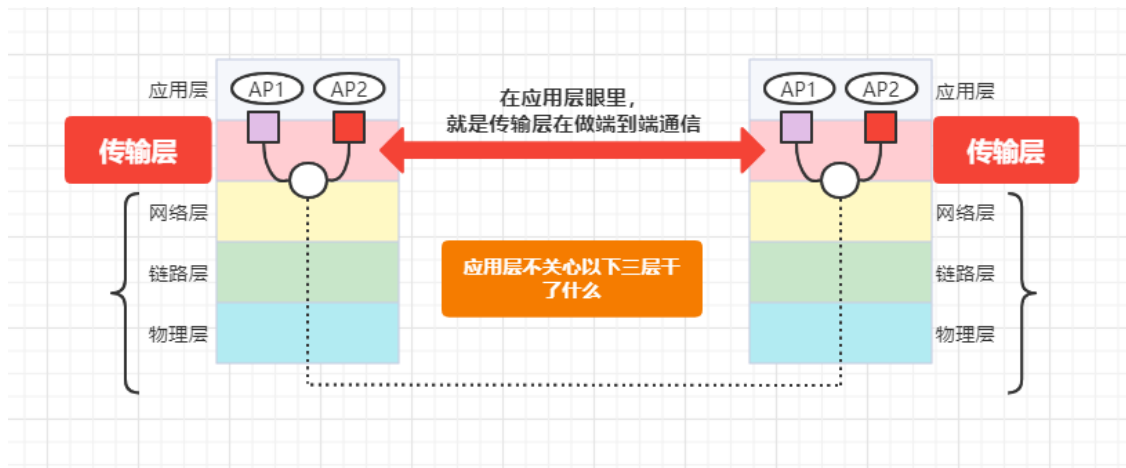 应用层
AP1
AP2
在应用层眼里，
就是传输层在做端到端通信
AP1
AP2
应用层
传输层
传输层
网络层
网络层
应用层不关心以下三层干
了什么
链路层
链路层
物理层
物理层